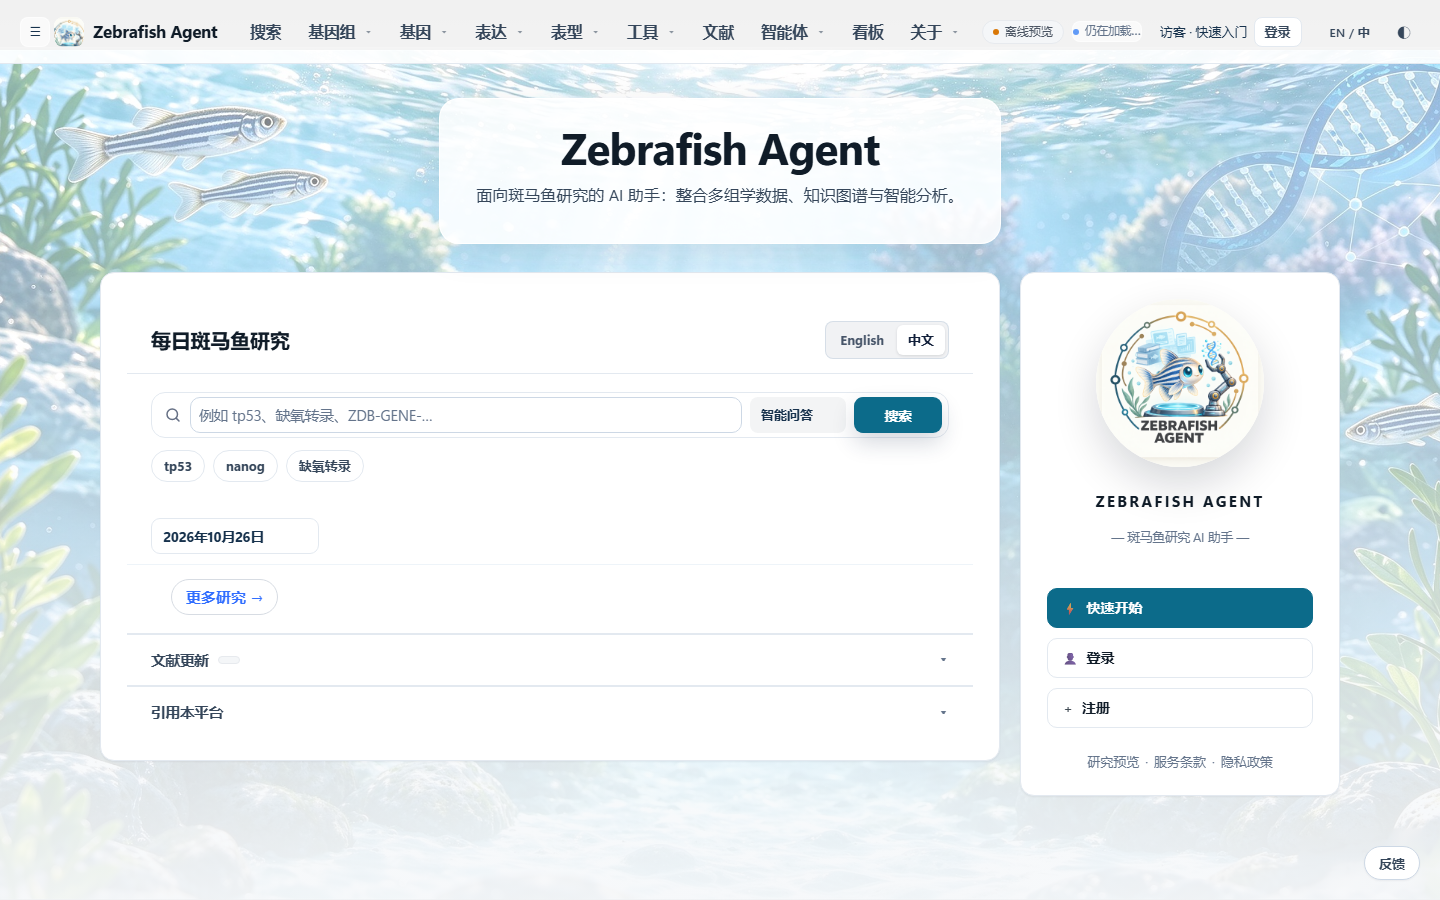 ☰ Zebrafish Agent 搜索 基因组 基因 表达 表型 工具 文献 智能体 看板 关于 离线预览 仍在加载... 访客 · 快速入门 登录 EN / 中
Zebrafish Agent
面向斑马鱼研究的 AI 助手：整合多组学数据、知识图谱与智能分析。
每日斑马鱼研究
English 中文
例如 tp53、缺氧转录、ZDB-GENE-... 智能问答 搜索
tp53 nanog 缺氧转录
2026年10月26日
更多研究 →
文献更新
引用本平台
ZEBRAFISH
AGENT
ZEBRAFISH AGENT
— 斑马鱼研究 AI 助手 —
快速开始
登录
+ 注册
研究预览 · 服务条款 · 隐私政策
反馈